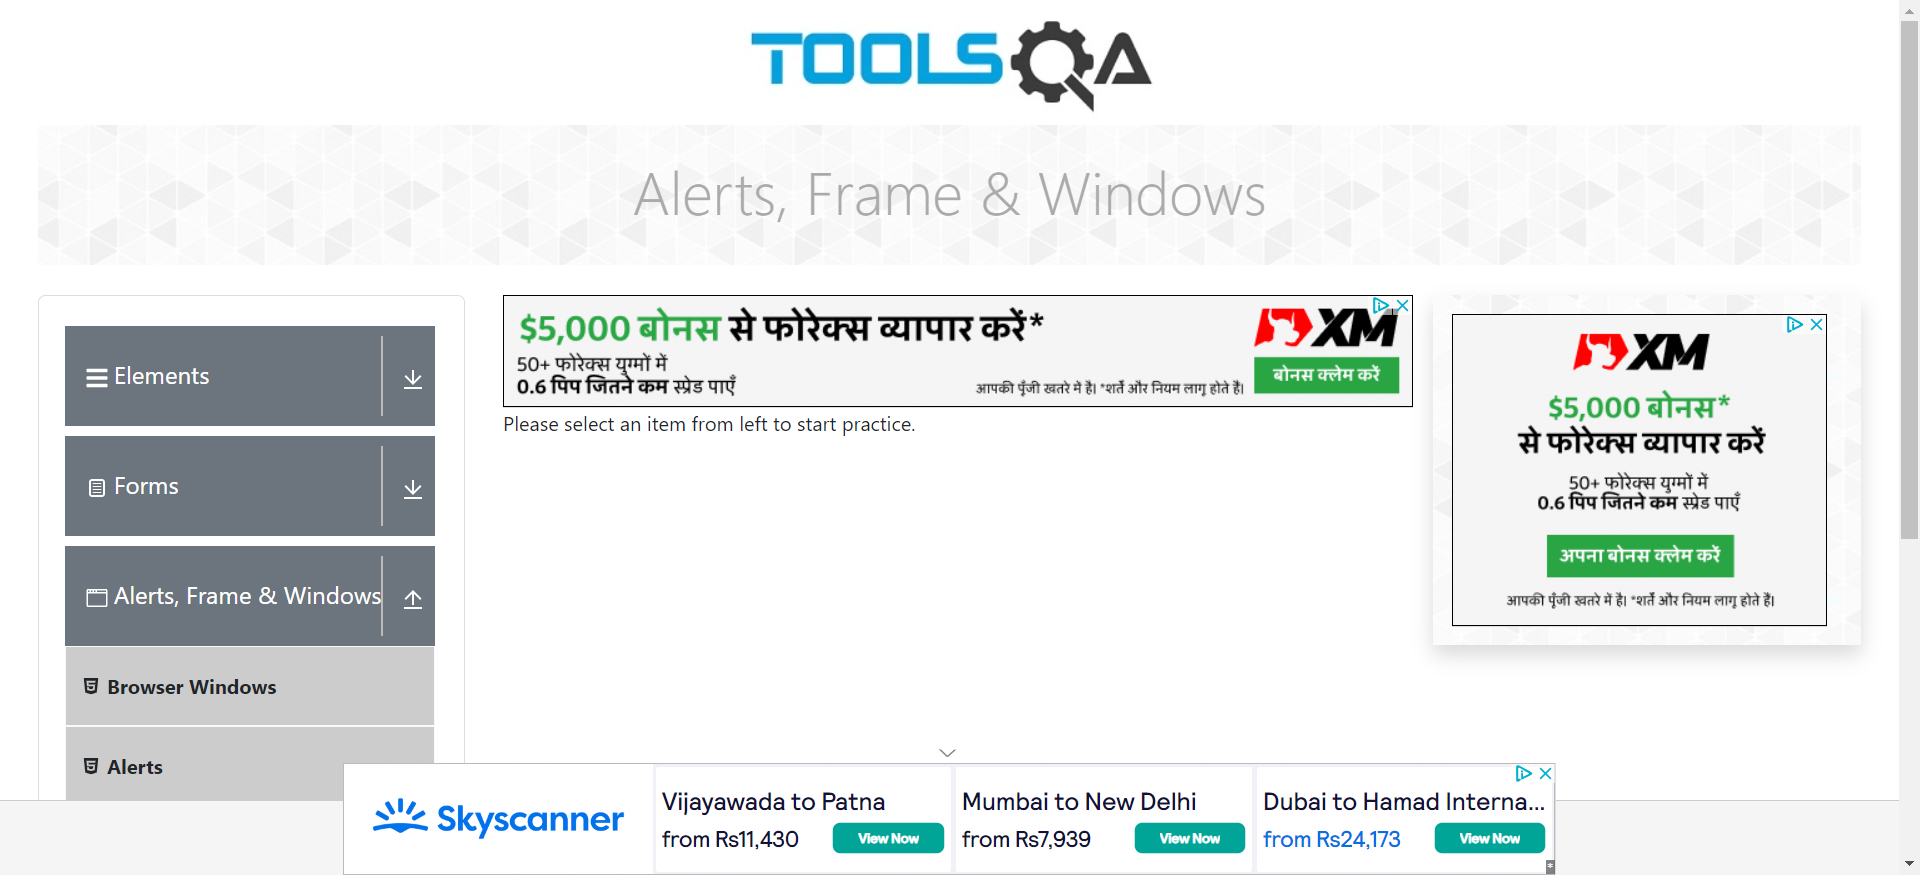 TOOLSQA
Alerts, Frame & Windows
Elements
Forms
Alerts, Frame & Windows
Browser Windows
Alerts
$5,000 बोनस से फोरेक्स व्यापार करें*
50+ फोरेक्स युग्मों में
0.6 पिप जितने कम स्प्रेड पाएँ
आपकी पूँजी खतरे में है। *शर्तें और नियम लागू होते हैं।
XM
बोनस क्लेम करें
Please select an item from left to start practice.
XM
$5,000 बोनस*
से फोरेक्स व्यापार करें
50+ फोरेक्स युग्मों में
0.6 पिप जितने कम स्प्रेड पाएँ
अपना बोनस क्लेम करें
आपकी पूँजी खतरे में है। *शर्तें और नियम लागू होते हैं।
Skyscanner
Vijayawada to Patna
from Rs11,430
View Now
Mumbai to New Delhi
from Rs7,939
View Now
Dubai to Hamad Interna...
from Rs24,173
View Now